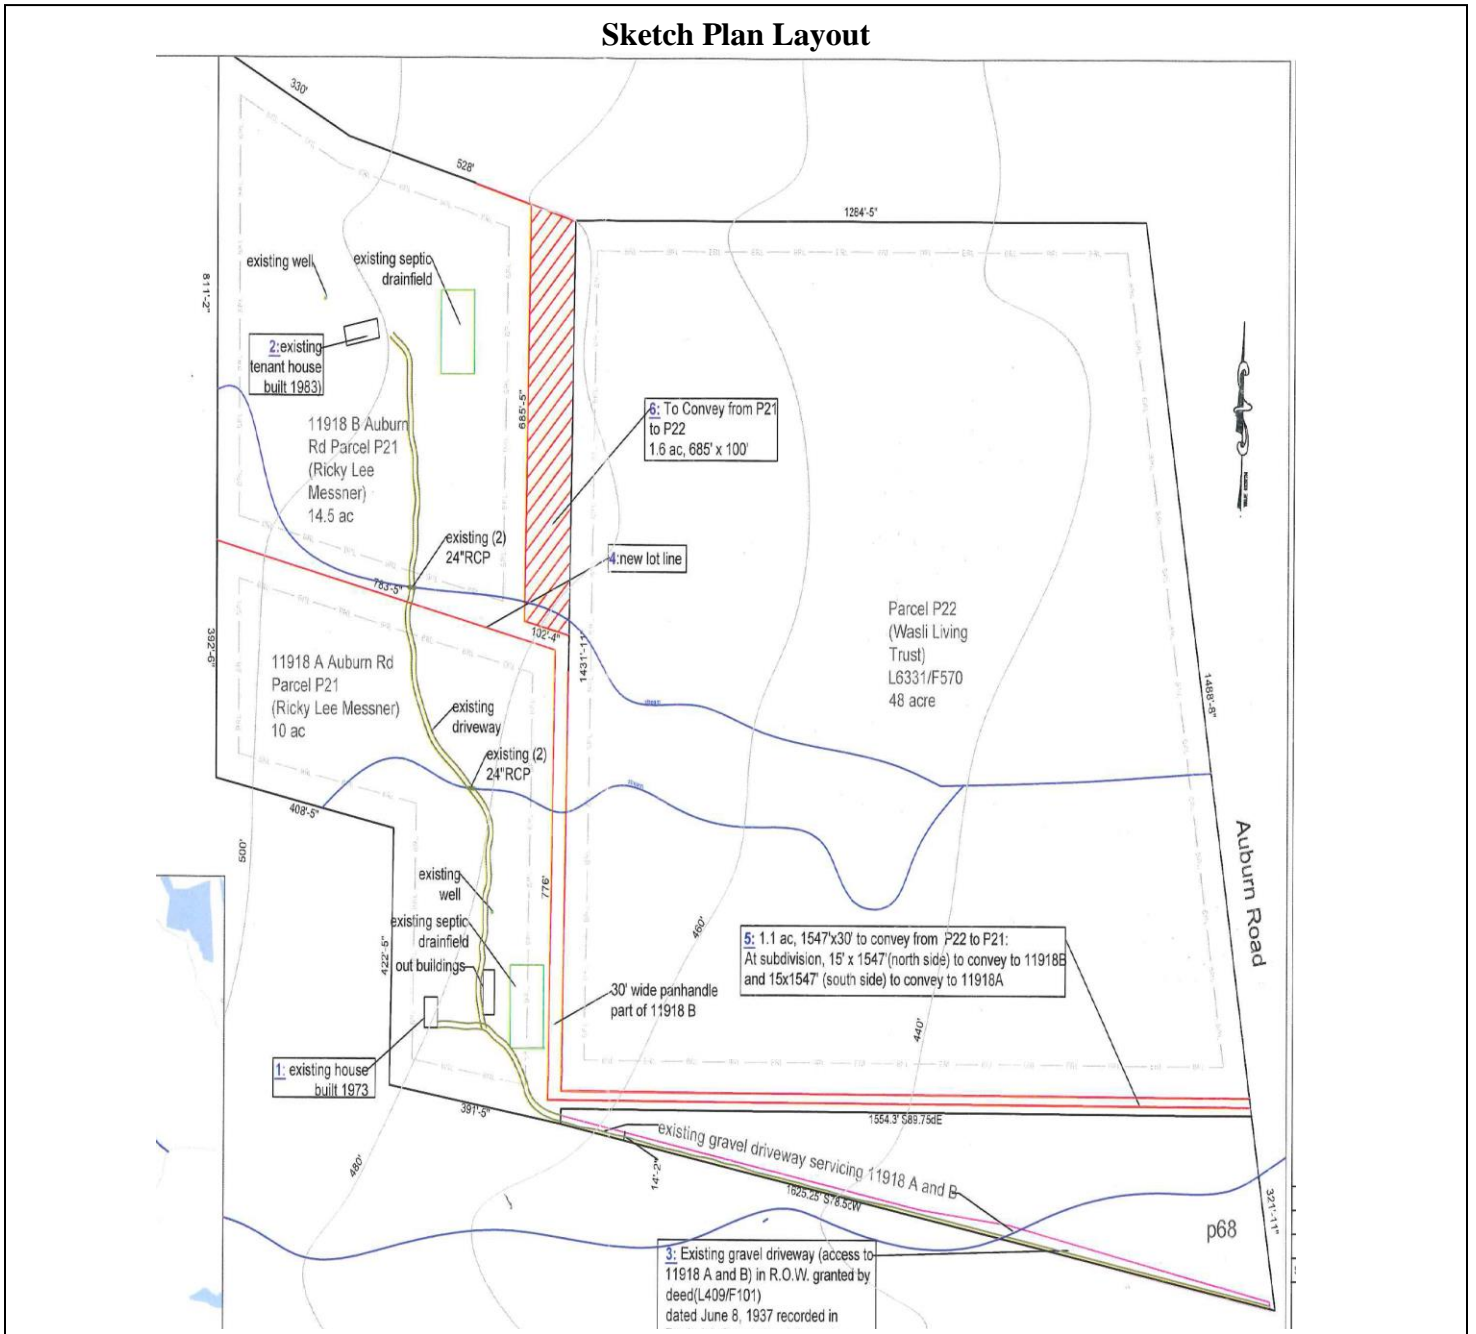 Sketch Plan Layout
330'
528'
1284'-5"
existing well
existing septic
drainfield
811'-2"
2:existing
tenant house
built 1983)
685'-5"
6: To Convey from P21
to P22
1.6 ac, 685' x 100'
11918 B Auburn
Rd Parcel P21
(Ricky Lee
Messner)
14.5 ac
existing (2)
24"RCP
4:new lot line
783'-5"
102'-4"
392'-6"
1431'-11"
Parcel P22
(Wasli Living
Trust)
L6331/F570
48 acre
11918 A Auburn Rd
Parcel P21
(Ricky Lee Messner)
10 ac
1488'-8"
existing
driveway
existing (2)
24"RCP
408'-5"
500'
Auburn Road
existing
well
776'
460'
existing septic
drainfield
422'-5"
out buildings
5: 1.1 ac, 1547'x30' to convey from P22 to P21:
At subdivision, 15' x 1547'(north side) to convey to 11918B
and 15x1547' (south side) to convey to 11918A
30' wide panhandle
part of 11918 B
440'
1: existing house
built 1973
391'-5"
1554.3' S89.75dE
existing gravel driveway servicing 11918 A and B
480'
14'-2"
1625.25' S78.5dW
321'-11"
p68
3: Existing gravel driveway (access to
11918 A and B) in R.O.W. granted by
deed(L409/F101)
dated June 8, 1937 recorded in